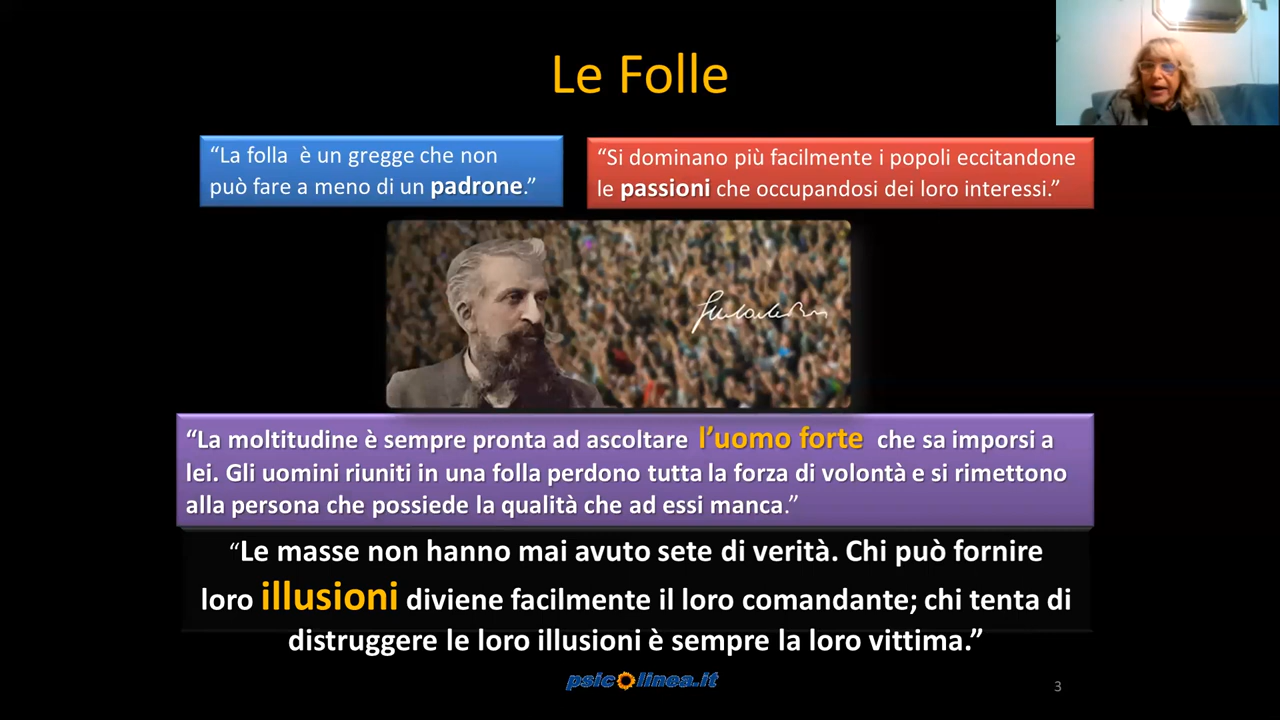 Le Folle
“La folla è un gregge che non
può fare a meno di un padrone.”
“Si dominano più facilmente i popoli eccitandone
le passioni che occupandosi dei loro interessi.”
“La moltitudine è sempre pronta ad ascoltare l’uomo forte che sa imporsi a
lei. Gli uomini riuniti in una folla perdono tutta la forza di volontà e si rimettono
alla persona che possiede la qualità che ad essi manca.”
“Le masse non hanno mai avuto sete di verità. Chi può fornire
loro illusioni diviene facilmente il loro comandante; chi tenta di
distruggere le loro illusioni è sempre la loro vittima.”
psicolinea.it
3